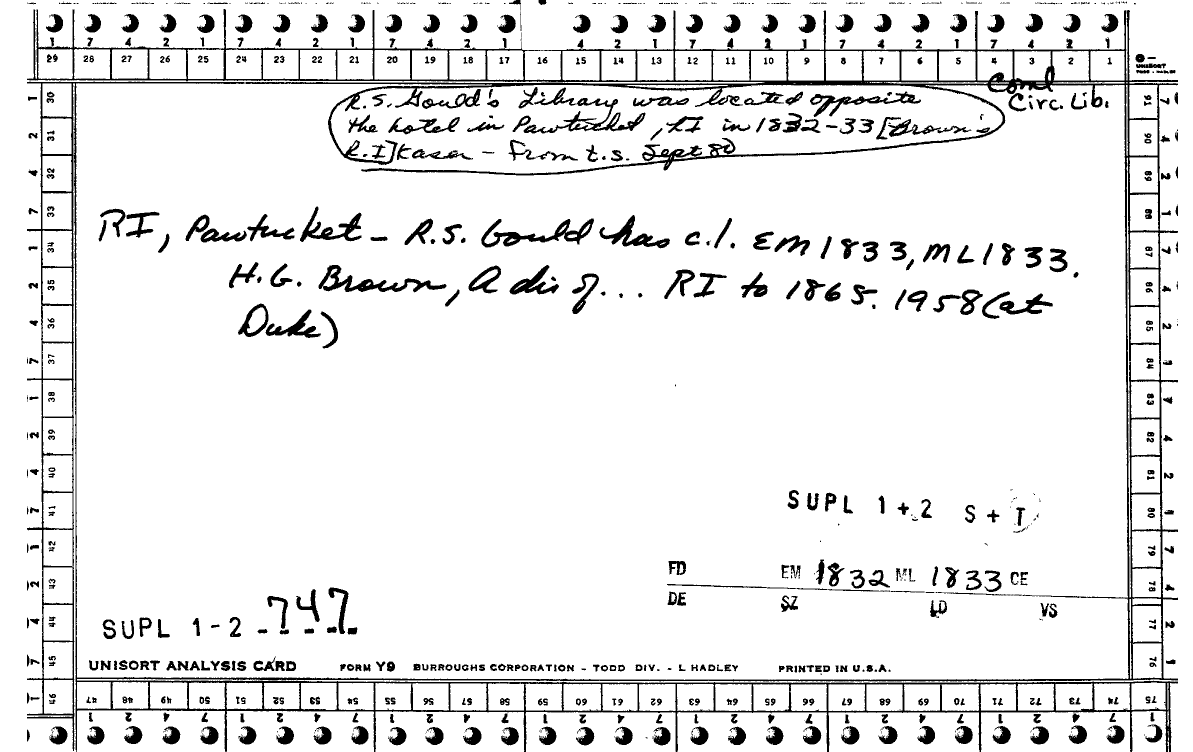 7 4 2 1 7 4 2 1 7 4 2 1 4 2 1 7 4 2 1 7 4 2 1 7 4 2 1
29 28 27 26 25 24 23 22 21 20 19 18 17 16 15 14 13 12 11 10 9 8 7 6 5 4 3 2 1
UNISORT
Coml
Circ. Lib.
R.S. Gould's Library was located opposite
the hotel in Pawtucket, RI in 1832-33 [Brown's
R.I] Kaser - From t.s. Sept 80
RI, Pawtucket - R.S. Gould has c.l. EM 1833, ML 1833.
H.G. Brown, A dir of... RI to 1865. 1958 (at
Duke)
SUPL 1+2 S + T
FD EM 1832 ML 1833 CE
DE SZ LD VS
SUPL 1-2 747
UNISORT ANALYSIS CARD FORM Y9 BURROUGHS CORPORATION - TODD DIV. - L HADLEY PRINTED IN U.S.A.
30 31 32 33 34 35 36 37 38 39 40 41 42 43 44 45 46
47 48 49 50 51 52 53 54 55 56 57 58 59 60 61 62 63 64 65 66 67 68 69 70 71 72 73 74 75
76 77 78 79 80 81 82 83 84 85 86 87 88 89 90 91